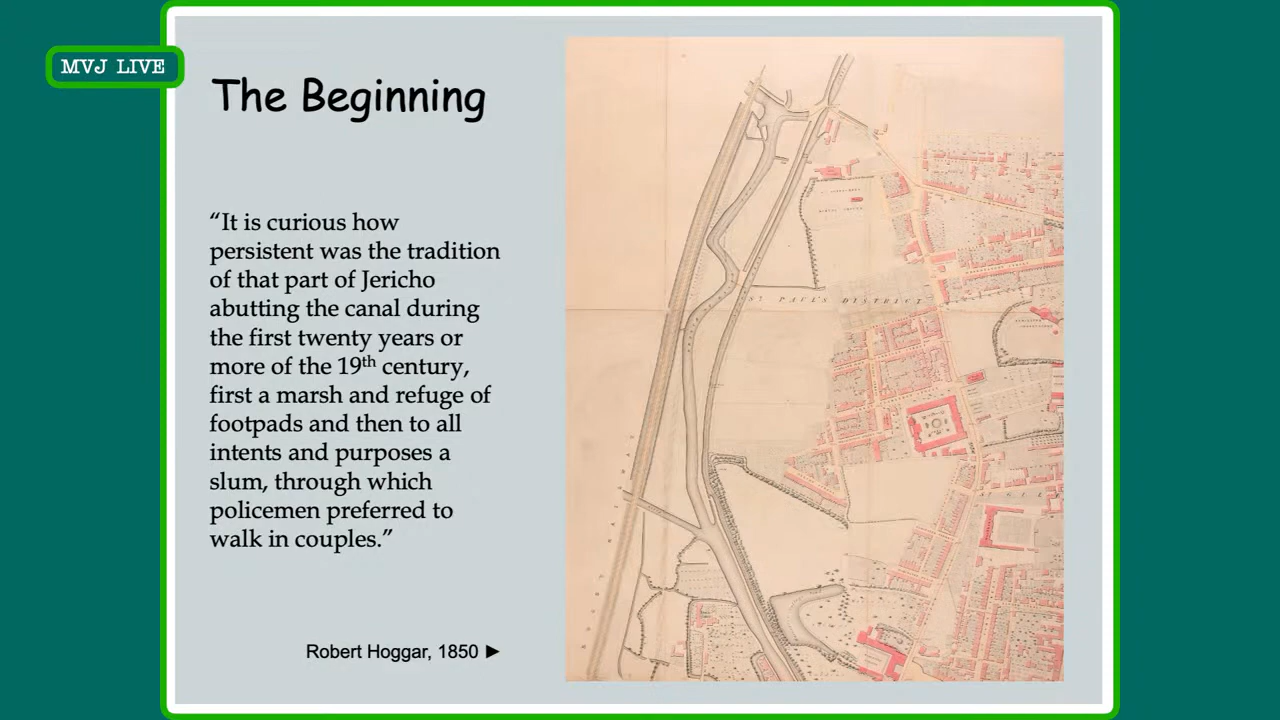 MVJ LIVE
The Beginning
“It is curious how
persistent was the tradition
of that part of Jericho
abutting the canal during
the first twenty years or
more of the 19th century,
first a marsh and refuge of
footpads and then to all
intents and purposes a
slum, through which
policemen preferred to
walk in couples.”
Robert Hoggar, 1850 ►
ST. PAUL'S DISTRICT